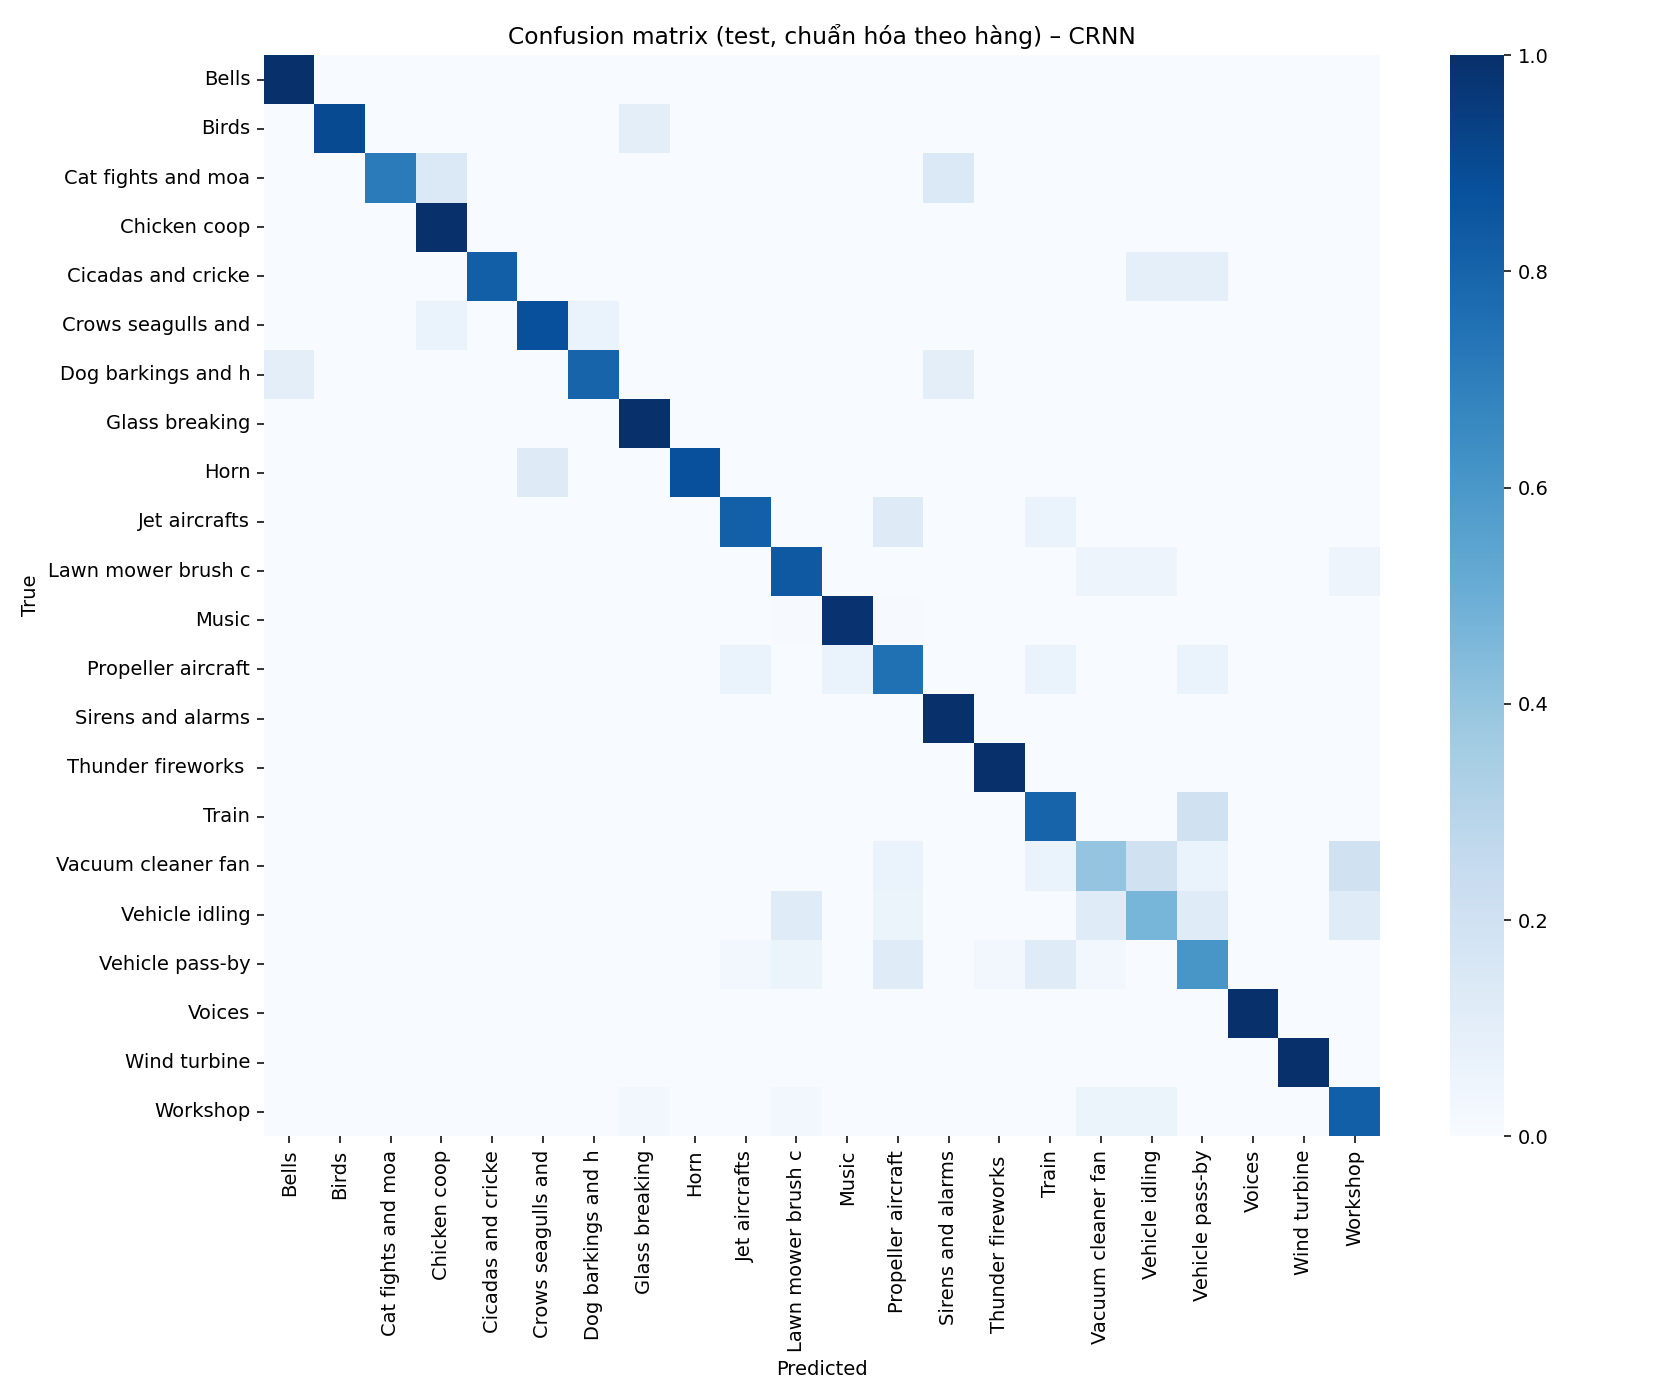 Confusion matrix (test, chuẩn hóa theo hàng) – CRNN
True
Bells
Birds
Cat fights and moa
Chicken coop
Cicadas and cricke
Crows seagulls and
Dog barkings and h
Glass breaking
Horn
Jet aircrafts
Lawn mower brush c
Music
Propeller aircraft
Sirens and alarms
Thunder fireworks
Train
Vacuum cleaner fan
Vehicle idling
Vehicle pass-by
Voices
Wind turbine
Workshop
Bells
Birds
Cat fights and moa
Chicken coop
Cicadas and cricke
Crows seagulls and
Dog barkings and h
Glass breaking
Horn
Jet aircrafts
Lawn mower brush c
Music
Propeller aircraft
Sirens and alarms
Thunder fireworks
Train
Vacuum cleaner fan
Vehicle idling
Vehicle pass-by
Voices
Wind turbine
Workshop
Predicted
1.0
0.8
0.6
0.4
0.2
0.0